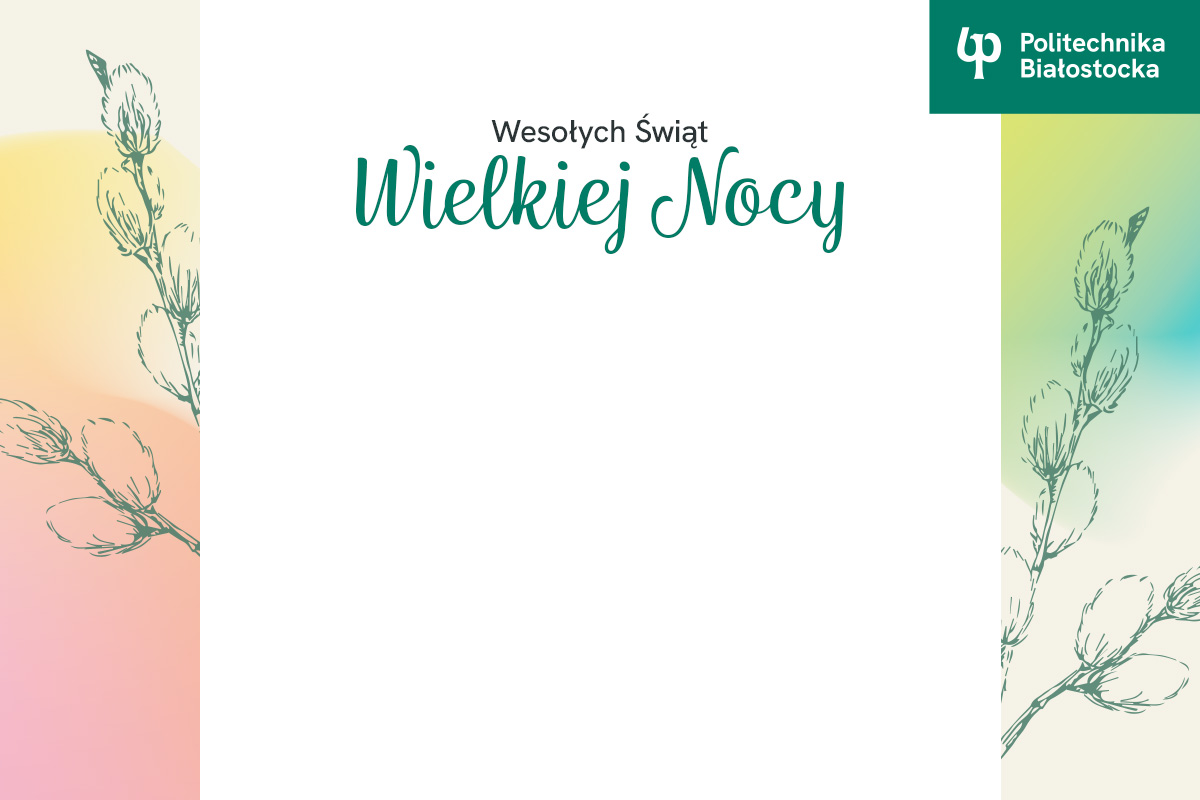 Politechnika
Białostocka
Wesołych Świąt
Wielkiej Nocy